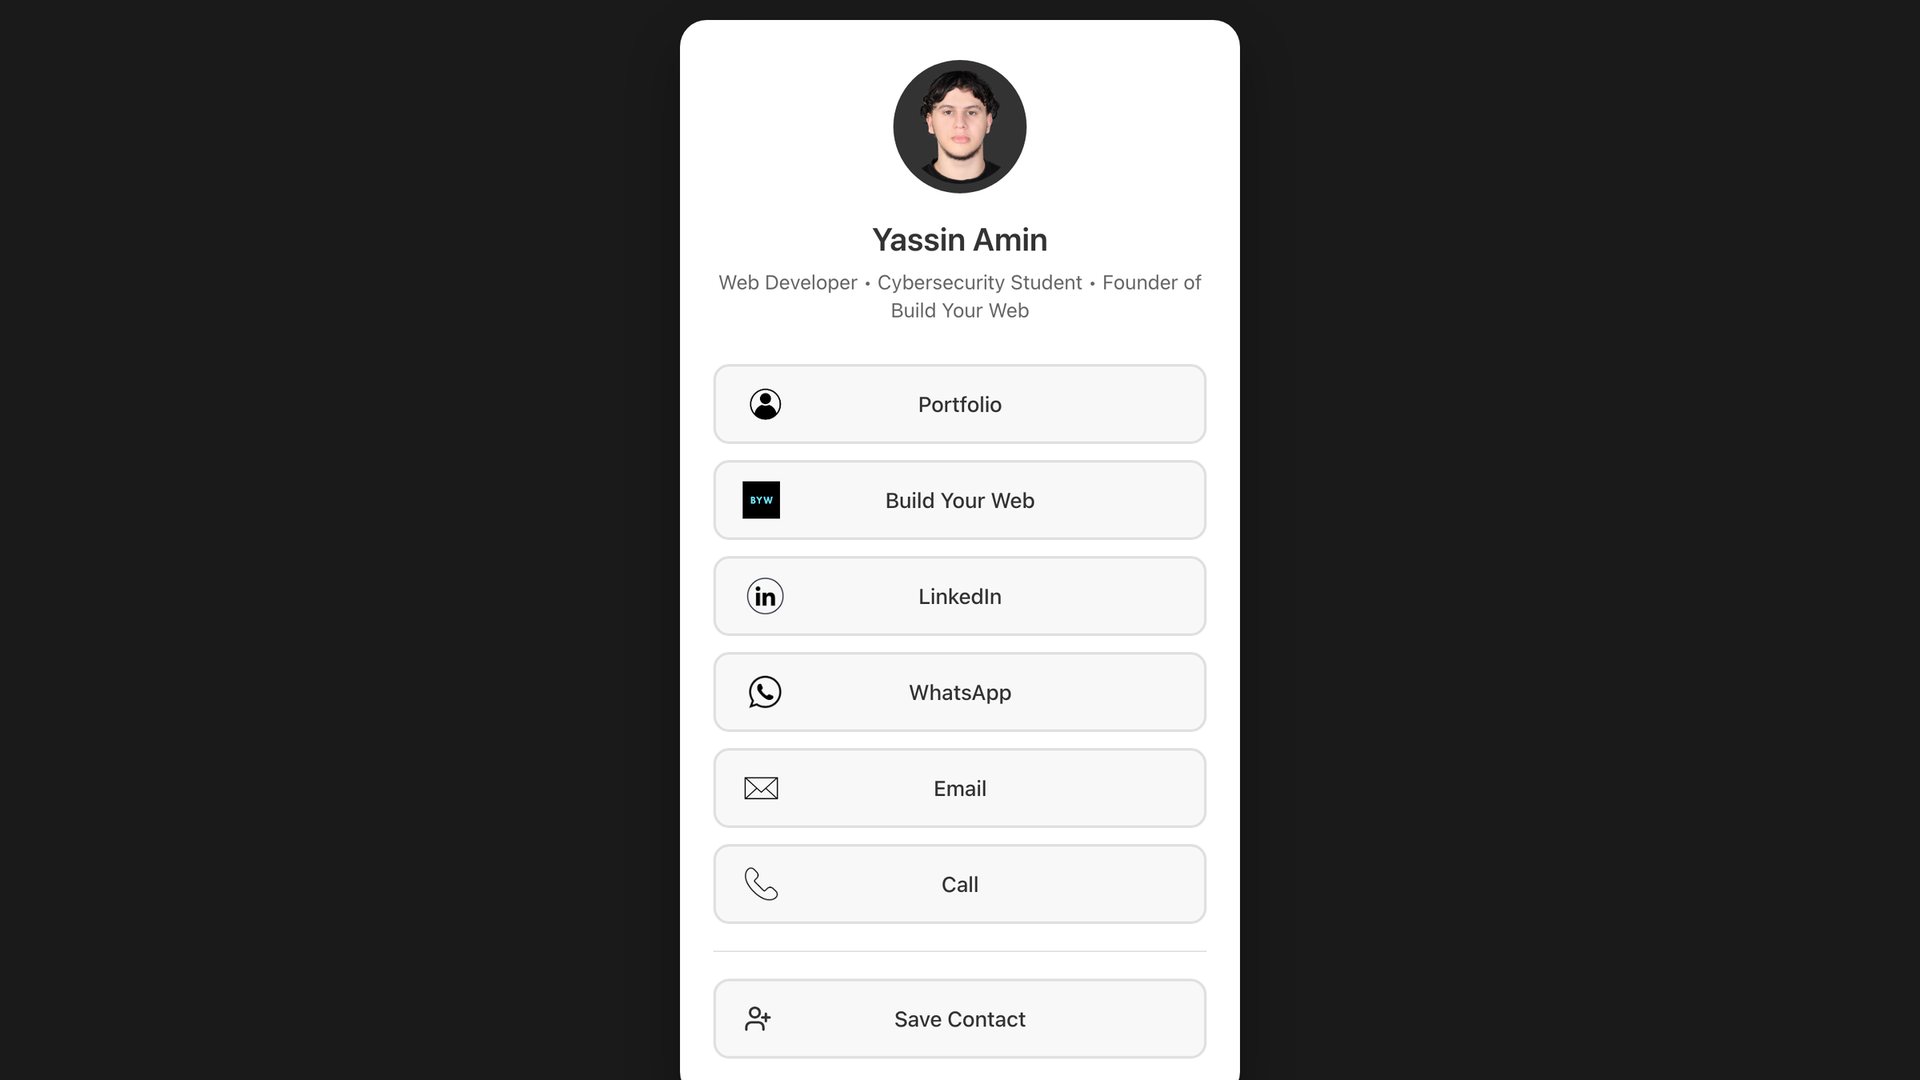 Yassin Amin
Web Developer • Cybersecurity Student • Founder of
Build Your Web
Portfolio
BYW
Build Your Web
in
LinkedIn
WhatsApp
Email
Call
Save Contact